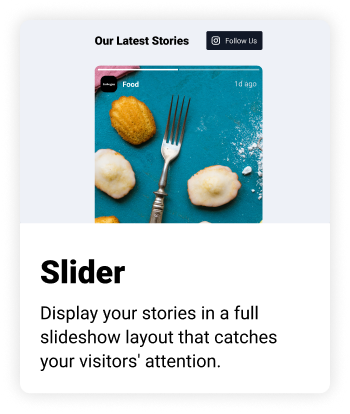 Our Latest Stories
Follow Us
Food
1d ago
Slider
Display your stories in a full
slideshow layout that catches
your visitors' attention.